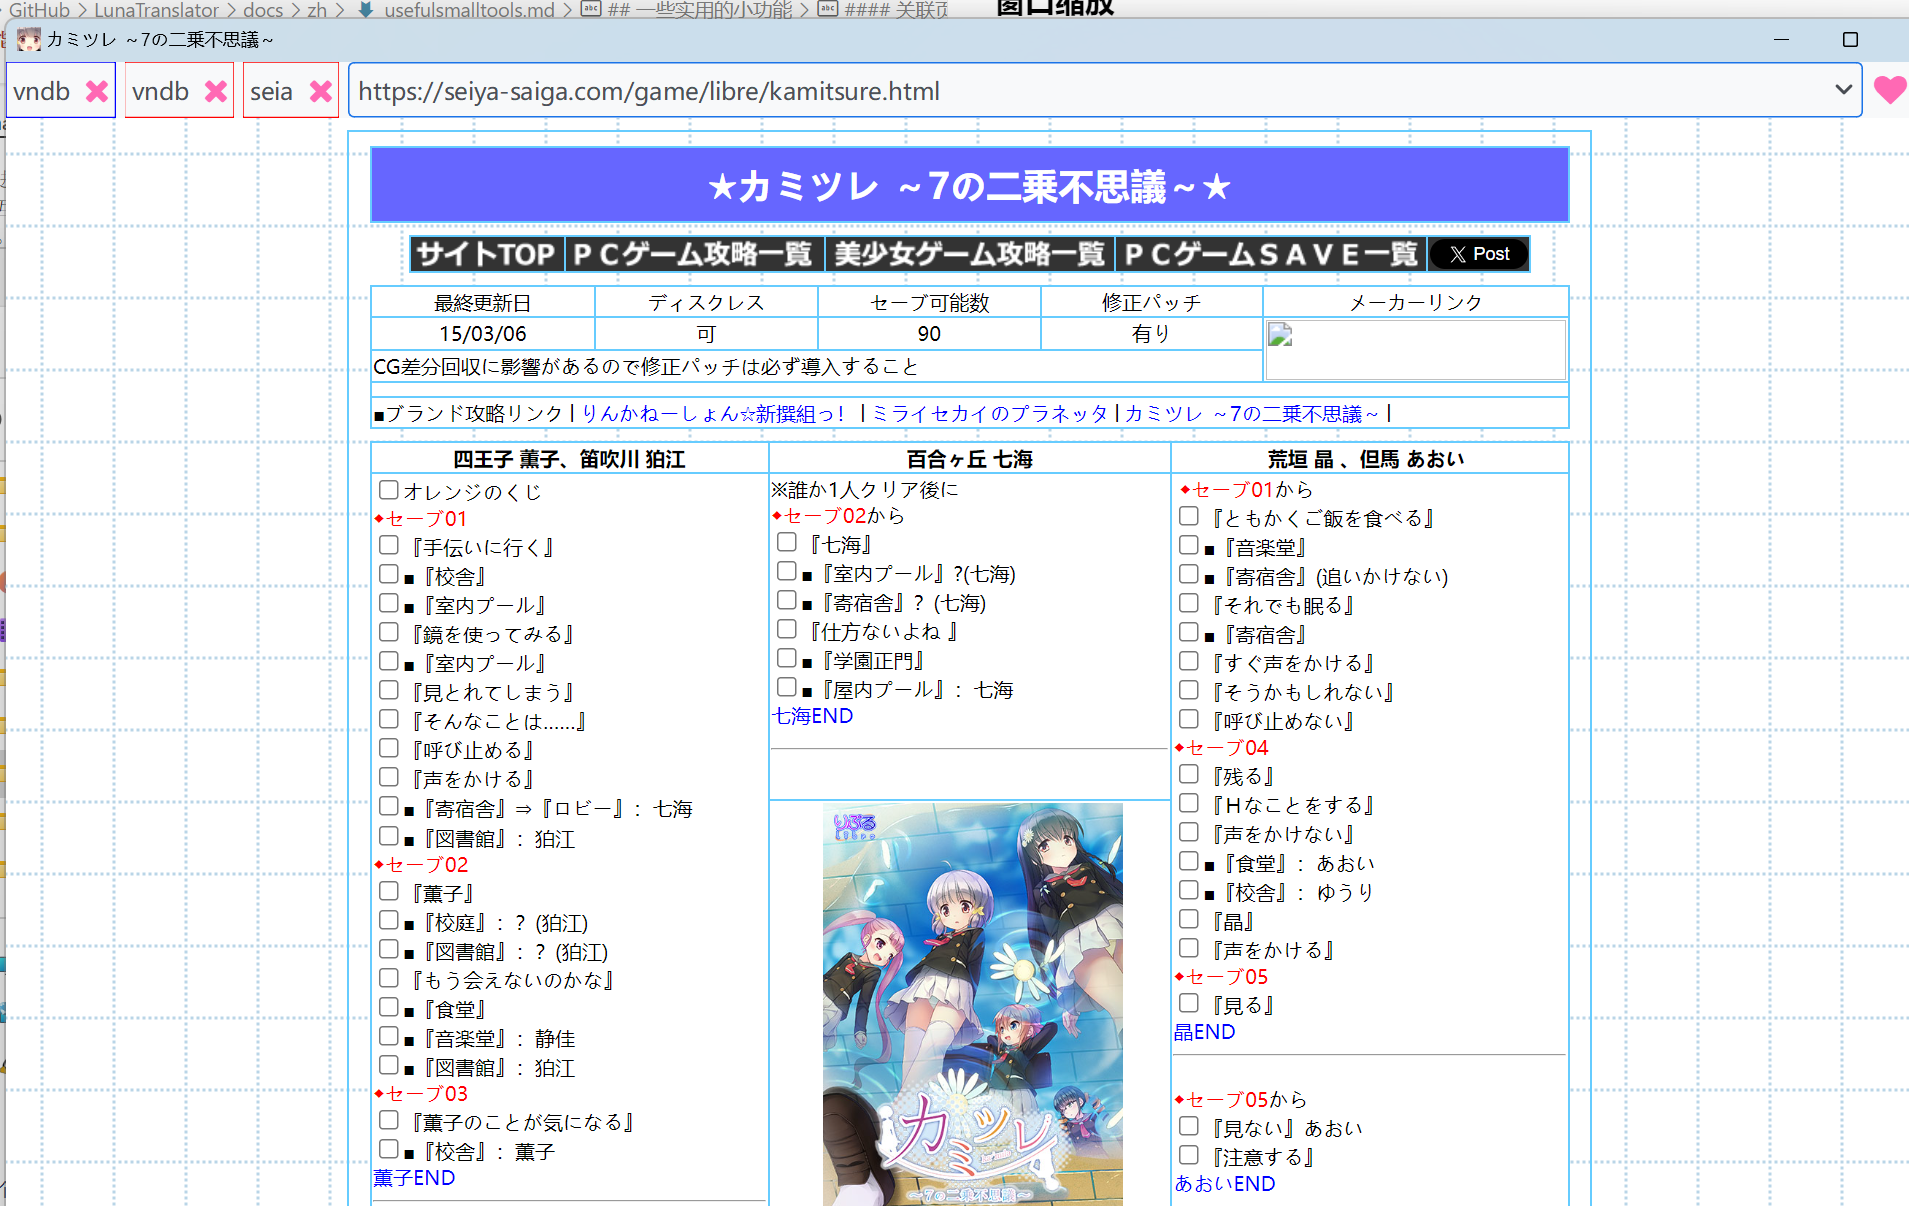 GitHub > LunaTranslator > docs > zh > usefulsmalltools.md > ## 一些实用的小功能 > #### 关联页
窗口缩放
カミツレ ～7の二乗不思議～
vndb
vndb
seia
https://seiya-saiga.com/game/libre/kamitsure.html
★カミツレ ～7の二乗不思議～★
サイトTOP
ＰＣゲーム攻略一覧
美少女ゲーム攻略一覧
ＰＣゲームＳＡＶＥ一覧
X Post
最終更新日 ディスクレス セーブ可能数 修正パッチ メーカーリンク
15/03/06 可 90 有り
CG差分回収に影響があるので修正パッチは必ず導入すること
■ブランド攻略リンク | りんかねーしょん☆新撰組っ！ | ミライセカイのプラネッタ | カミツレ ～7の二乗不思議～ |
四王子 薫子、笛吹川 狛江
オレンジのくじ
◆セーブ01
『手伝いに行く』
■『校舎』
■『室内プール』
『鏡を使ってみる』
■『室内プール』
『見とれてしまう』
『そんなことは……』
『呼び止める』
『声をかける』
■『寄宿舎』⇒『ロビー』： 七海
■『図書館』： 狛江
◆セーブ02
『薫子』
■『校庭』：？ (狛江)
■『図書館』：？ (狛江)
『もう会えないのかな』
■『食堂』
■『音楽堂』： 静佳
■『図書館』： 狛江
◆セーブ03
『薫子のことが気になる』
■『校舎』： 薫子
薫子END
百合ヶ丘 七海
※誰か1人クリア後に
◆セーブ02から
『七海』
■『室内プール』?(七海)
■『寄宿舎』？ (七海)
『仕方ないよね 』
■『学園正門』
■『屋内プール』： 七海
七海END
りぷる
カミツレ
～7の二乗不思議～
荒垣 晶 、但馬 あおい
◆セーブ01から
『ともかくご飯を食べる』
■『音楽堂』
■『寄宿舎』(追いかけない)
『それでも眠る』
■『寄宿舎』
『すぐ声をかける』
『そうかもしれない』
『呼び止めない』
◆セーブ04
『残る』
『Ｈなことをする』
『声をかけない』
■『食堂』： あおい
■『校舎』： ゆうり
『晶』
『声をかける』
◆セーブ05
『見る』
晶END
◆セーブ05から
『見ない』あおい
『注意する』
あおいEND